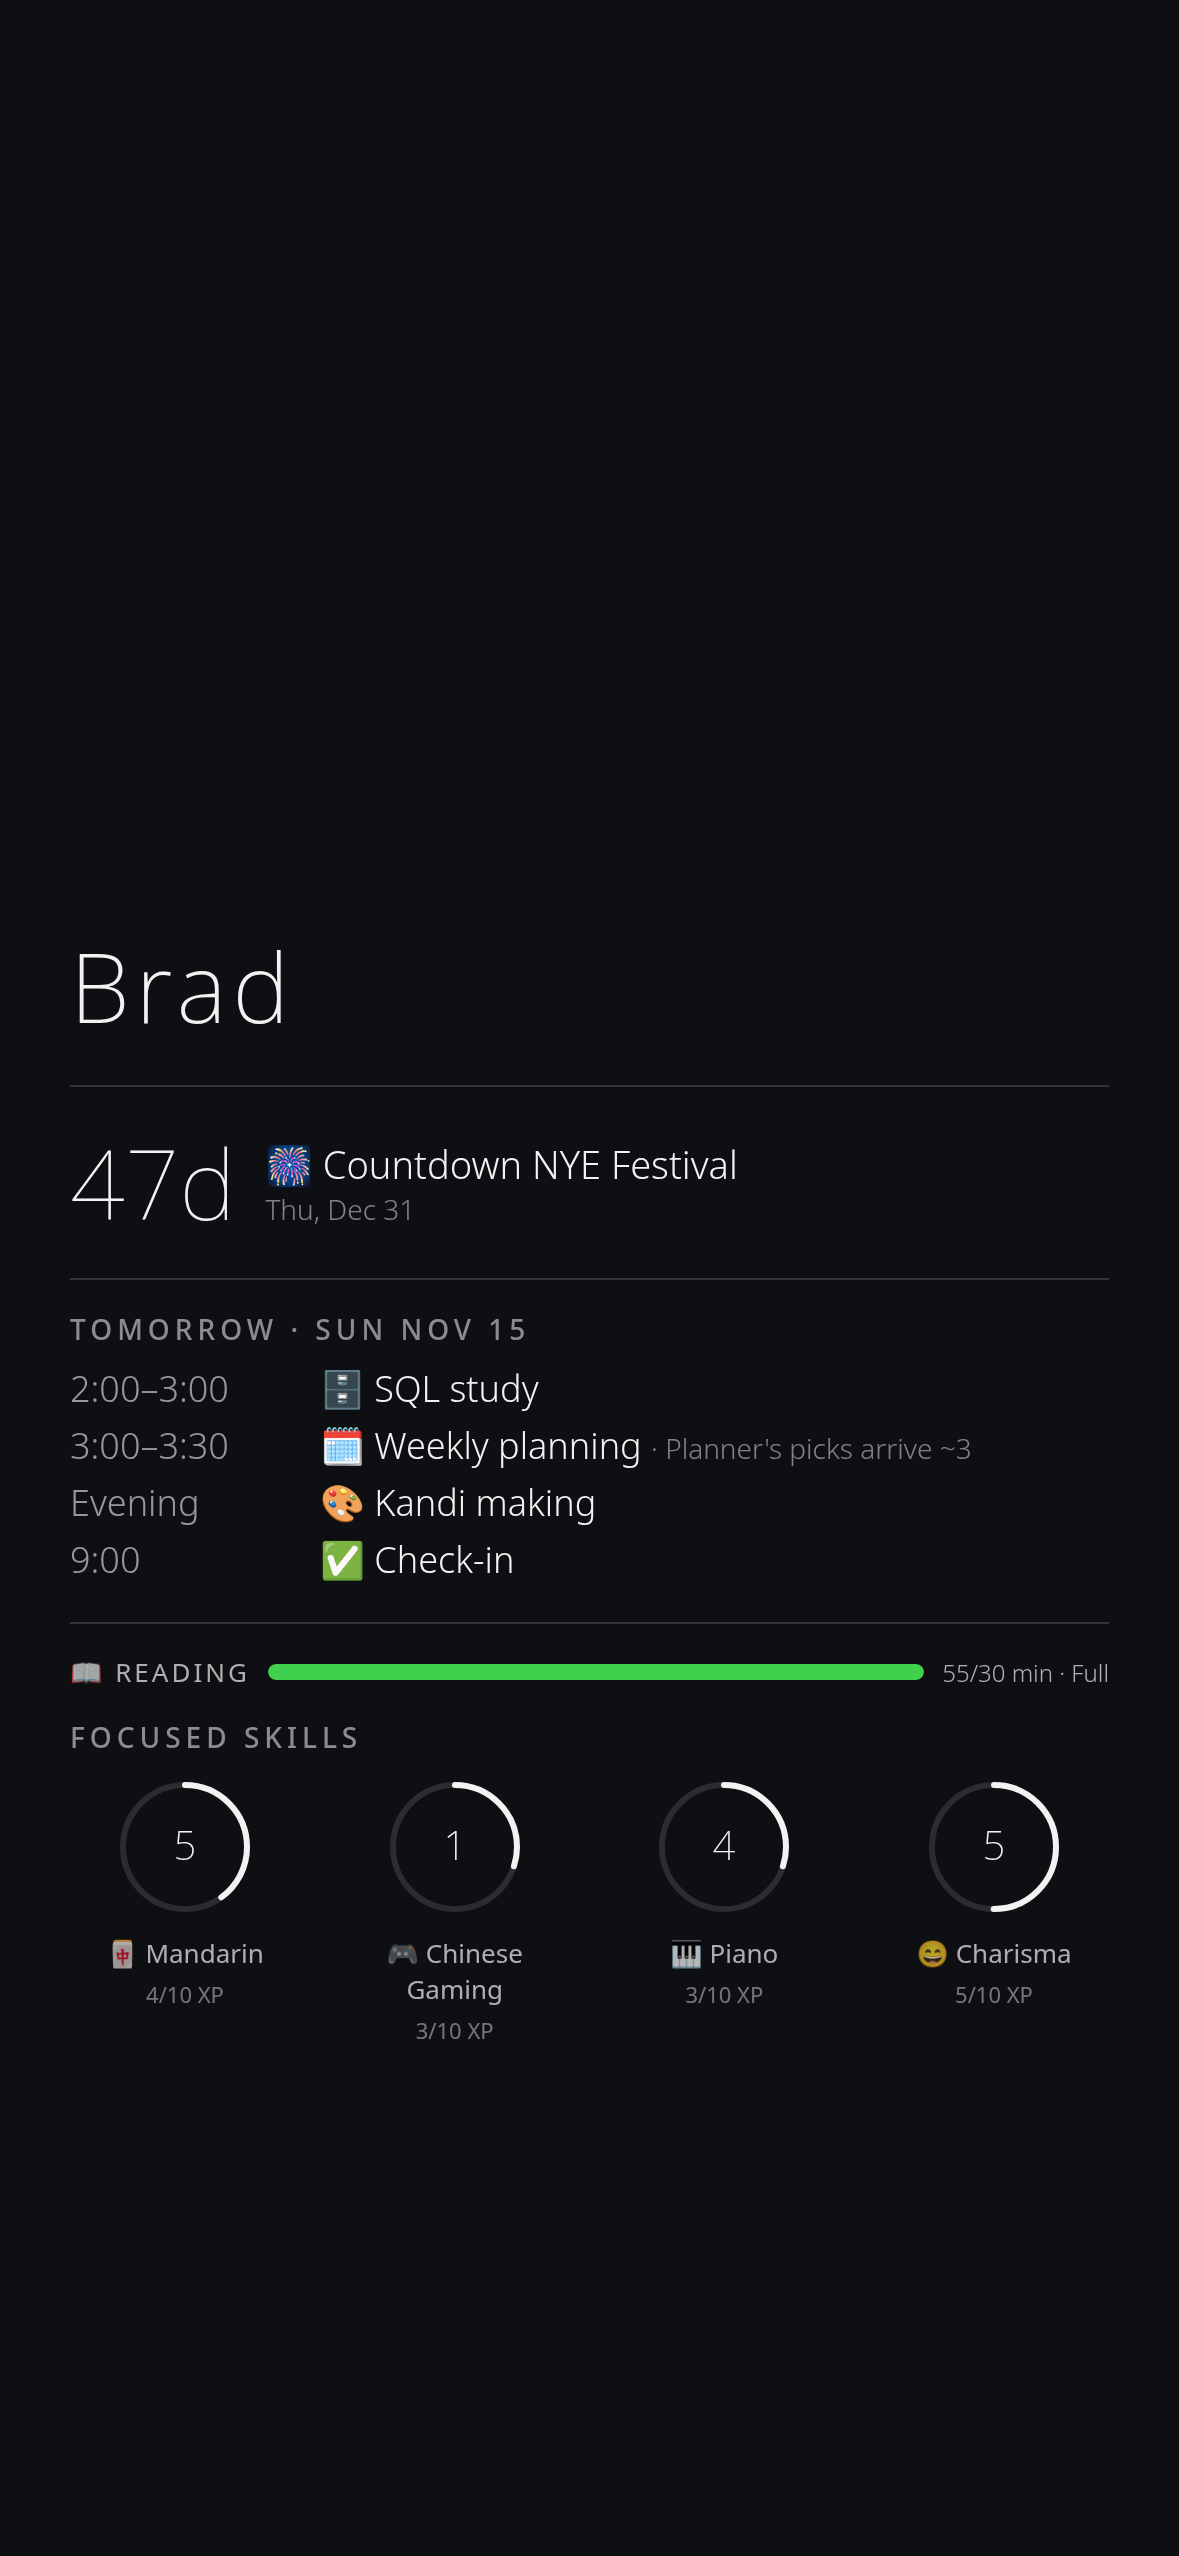 Brad
47d
🎆 Countdown NYE Festival
Thu, Dec 31
TOMORROW · SUN NOV 15
2:00–3:00 🗄️ SQL study
3:00–3:30 🗓️ Weekly planning · Planner's picks arrive ~3
Evening 🎨 Kandi making
9:00 ✅ Check-in
📖 READING 55/30 min · Full
FOCUSED SKILLS
5 1 4 5
🀄 Mandarin
4/10 XP
🎮 Chinese
Gaming
3/10 XP
🎹 Piano
3/10 XP
😄 Charisma
5/10 XP